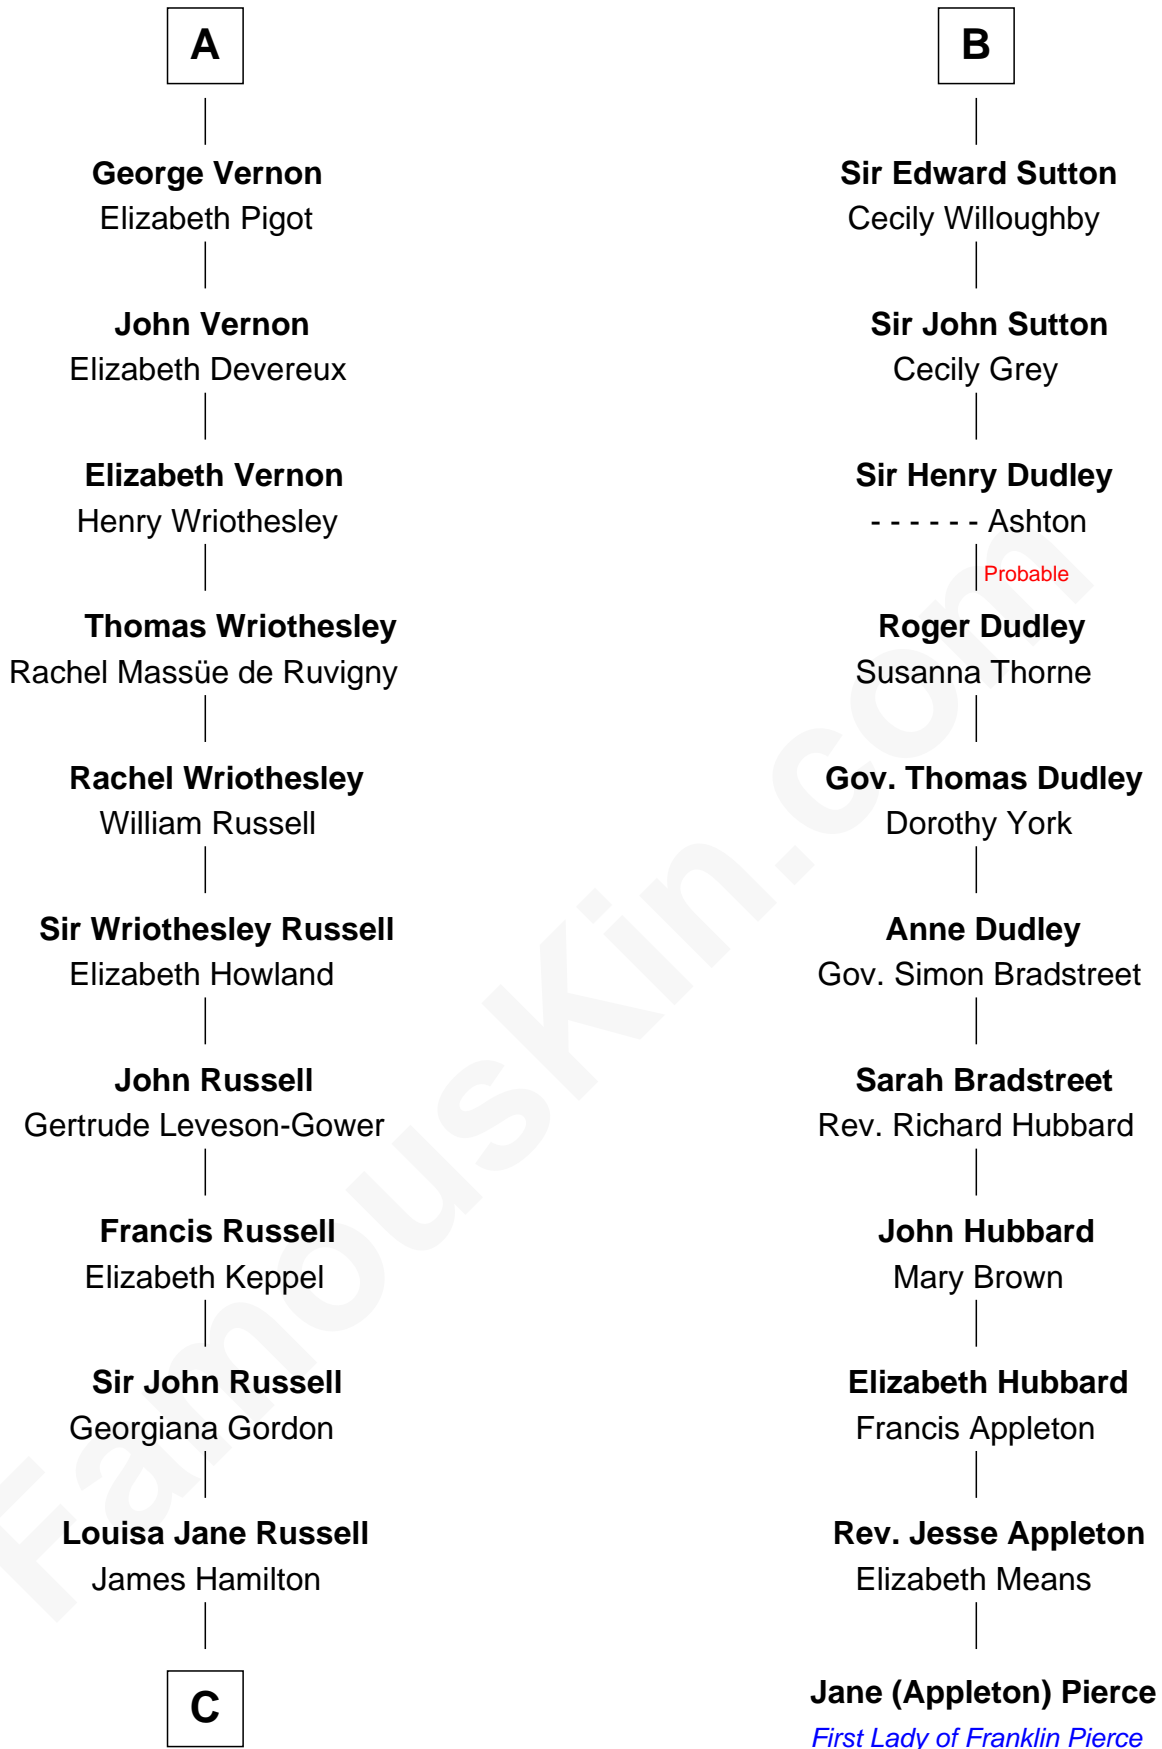 A
George Vernon
Elizabeth Pigot
John Vernon
Elizabeth Devereux
Elizabeth Vernon
Henry Wriothesley
Thomas Wriothesley
Rachel Massüe de Ruvigny
Rachel Wriothesley
William Russell
Sir Wriothesley Russell
Elizabeth Howland
John Russell
Gertrude Leveson-Gower
Francis Russell
Elizabeth Keppel
Sir John Russell
Georgiana Gordon
Louisa Jane Russell
James Hamilton
C
B
Sir Edward Sutton
Cecily Willoughby
Sir John Sutton
Cecily Grey
Sir Henry Dudley
- - - - - - Ashton
Probable
Roger Dudley
Susanna Thorne
Gov. Thomas Dudley
Dorothy York
Anne Dudley
Gov. Simon Bradstreet
Sarah Bradstreet
Rev. Richard Hubbard
John Hubbard
Mary Brown
Elizabeth Hubbard
Francis Appleton
Rev. Jesse Appleton
Elizabeth Means
Jane (Appleton) Pierce
First Lady of Franklin Pierce
FamousKin.com